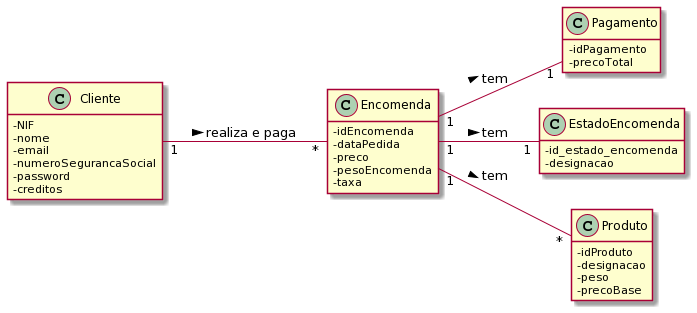 C Cliente
-NIF
-nome
-email
-numeroSegurancaSocial
-password
-creditos
► realiza e paga
1
*
C Encomenda
-idEncomenda
-dataPedida
-preco
-pesoEncomenda
-taxa
► tem
1
1
C Pagamento
-idPagamento
-precoTotal
► tem
1
1
C EstadoEncomenda
-id_estado_encomenda
-designacao
► tem
1
*
C Produto
-idProduto
-designacao
-peso
-precoBase